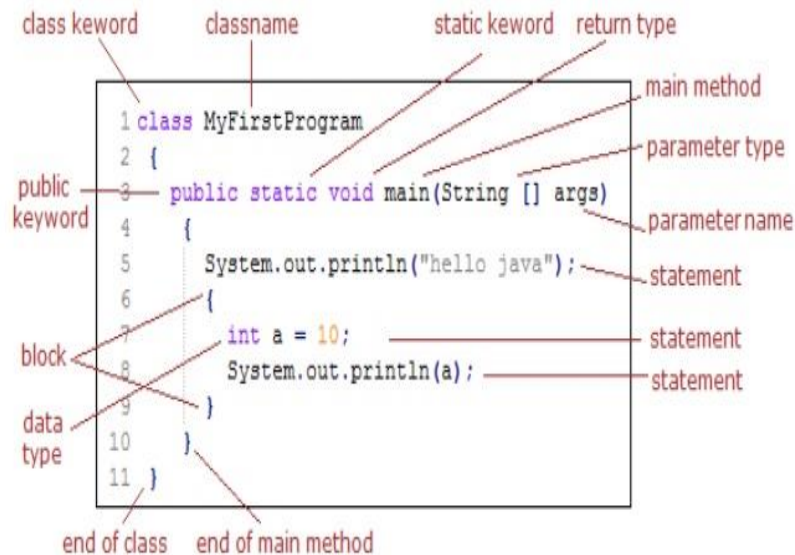 class keword classname static keword return type
main method
parameter type
public keyword
parameter name
statement
statement
statement
block
data type
end of class end of main method
1 class MyFirstProgram
2 {
3 public static void main(String [] args)
4 {
5 System.out.println("hello java");
6 {
7 int a = 10;
8 System.out.println(a);
9 }
10 }
11 }